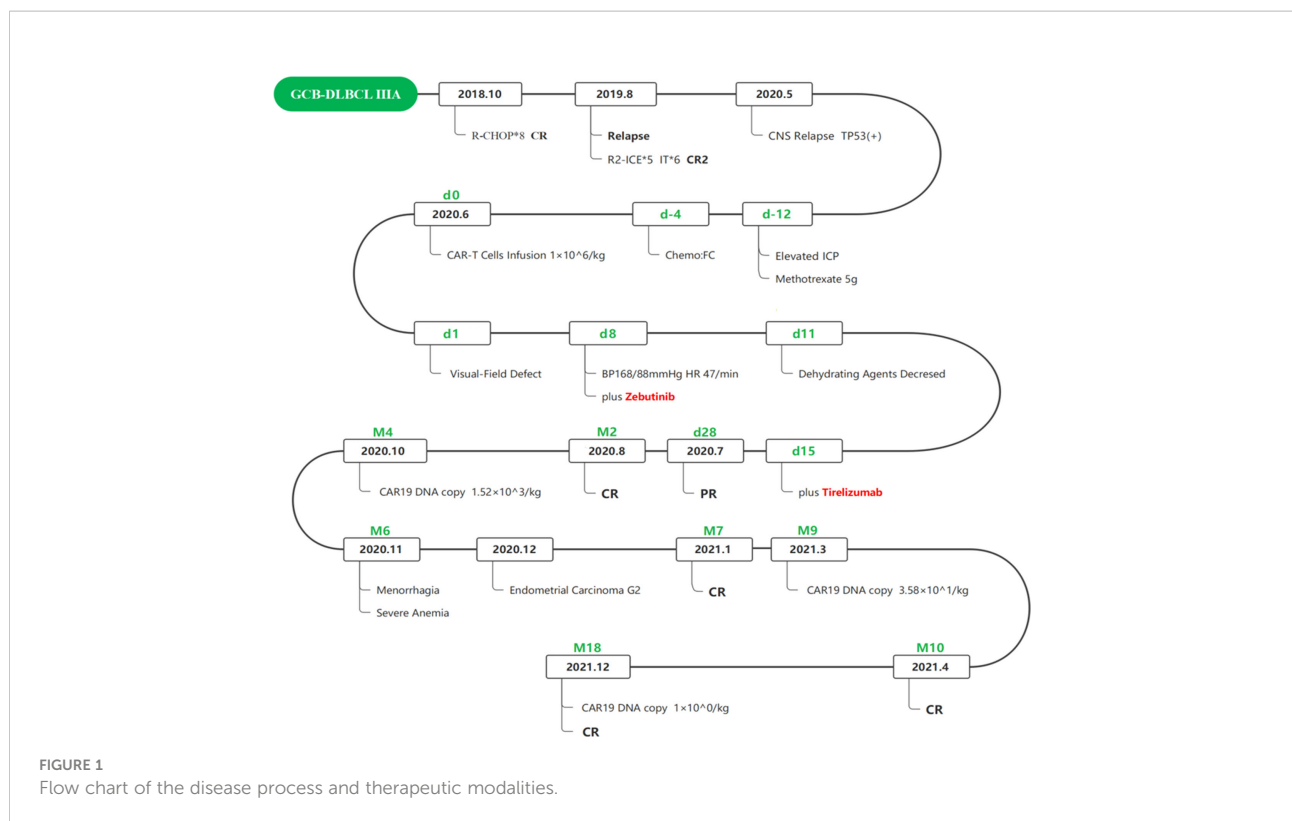 GCB-DLBCL IIIA
2018.10
R-CHOP*8 CR
2019.8
Relapse
R2-ICE*5 IT*6 CR2
2020.5
CNS Relapse TP53(+)
d-12
Elevated ICP
Methotrexate 5g
d-4
Chemo:FC
d0
2020.6
CAR-T Cells Infusion 1×10^6/kg
d1
Visual-Field Defect
d8
BP168/88mmHg HR 47/min
plus Zebutinib
d11
Dehydrating Agents Decresed
d15
plus Tirelizumab
d28
2020.7
PR
M2
2020.8
CR
M4
2020.10
CAR19 DNA copy 1.52×10^3/kg
M6
2020.11
Menorrhagia
Severe Anemia
2020.12
Endometrial Carcinoma G2
M7
2021.1
CR
M9
2021.3
CAR19 DNA copy 3.58×10^1/kg
M10
2021.4
CR
M18
2021.12
CAR19 DNA copy 1×10^0/kg
CR
FIGURE 1
Flow chart of the disease process and therapeutic modalities.